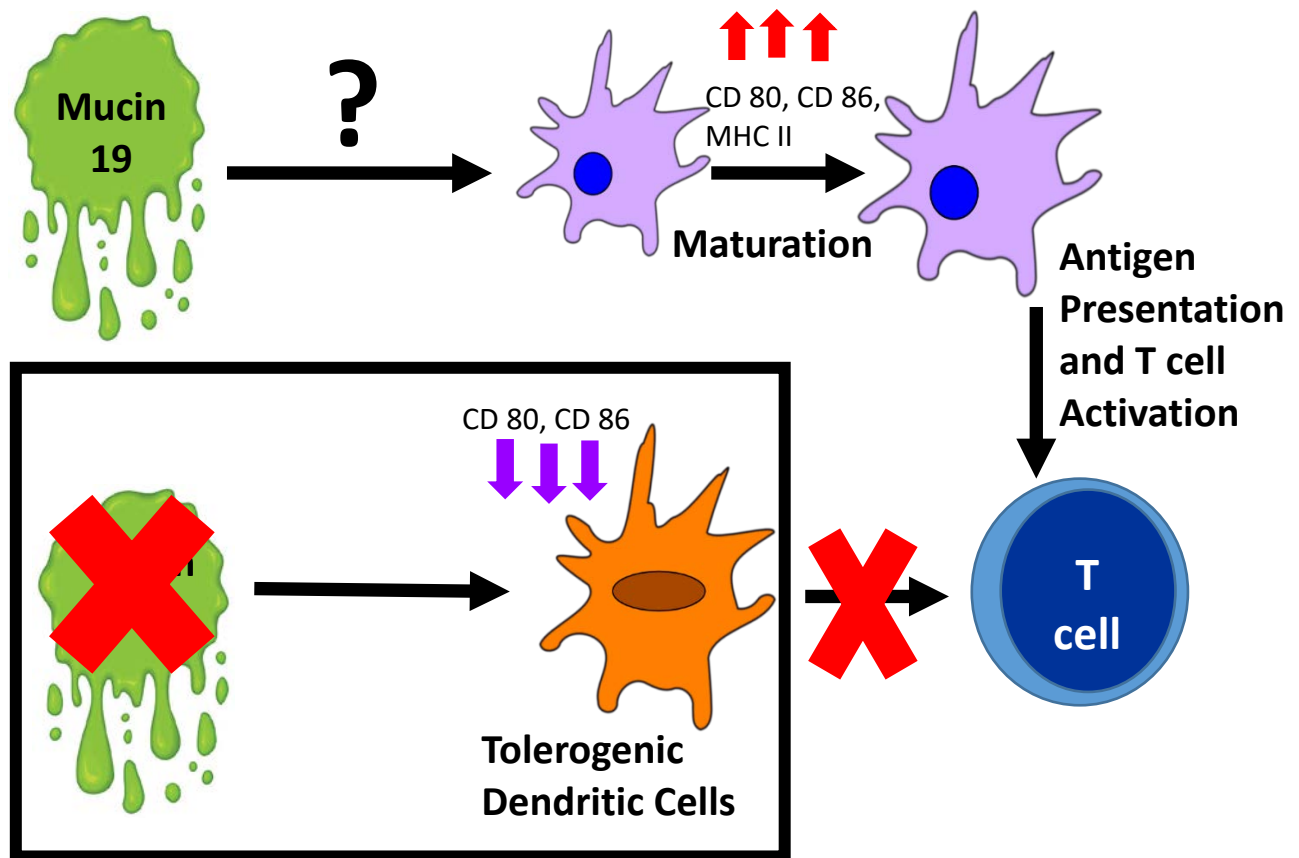 Mucin
19
?
CD 80, CD 86,
MHC II
Maturation
Antigen
Presentation
and T cell
Activation
CD 80, CD 86
Tolerogenic
Dendritic Cells
T
cell